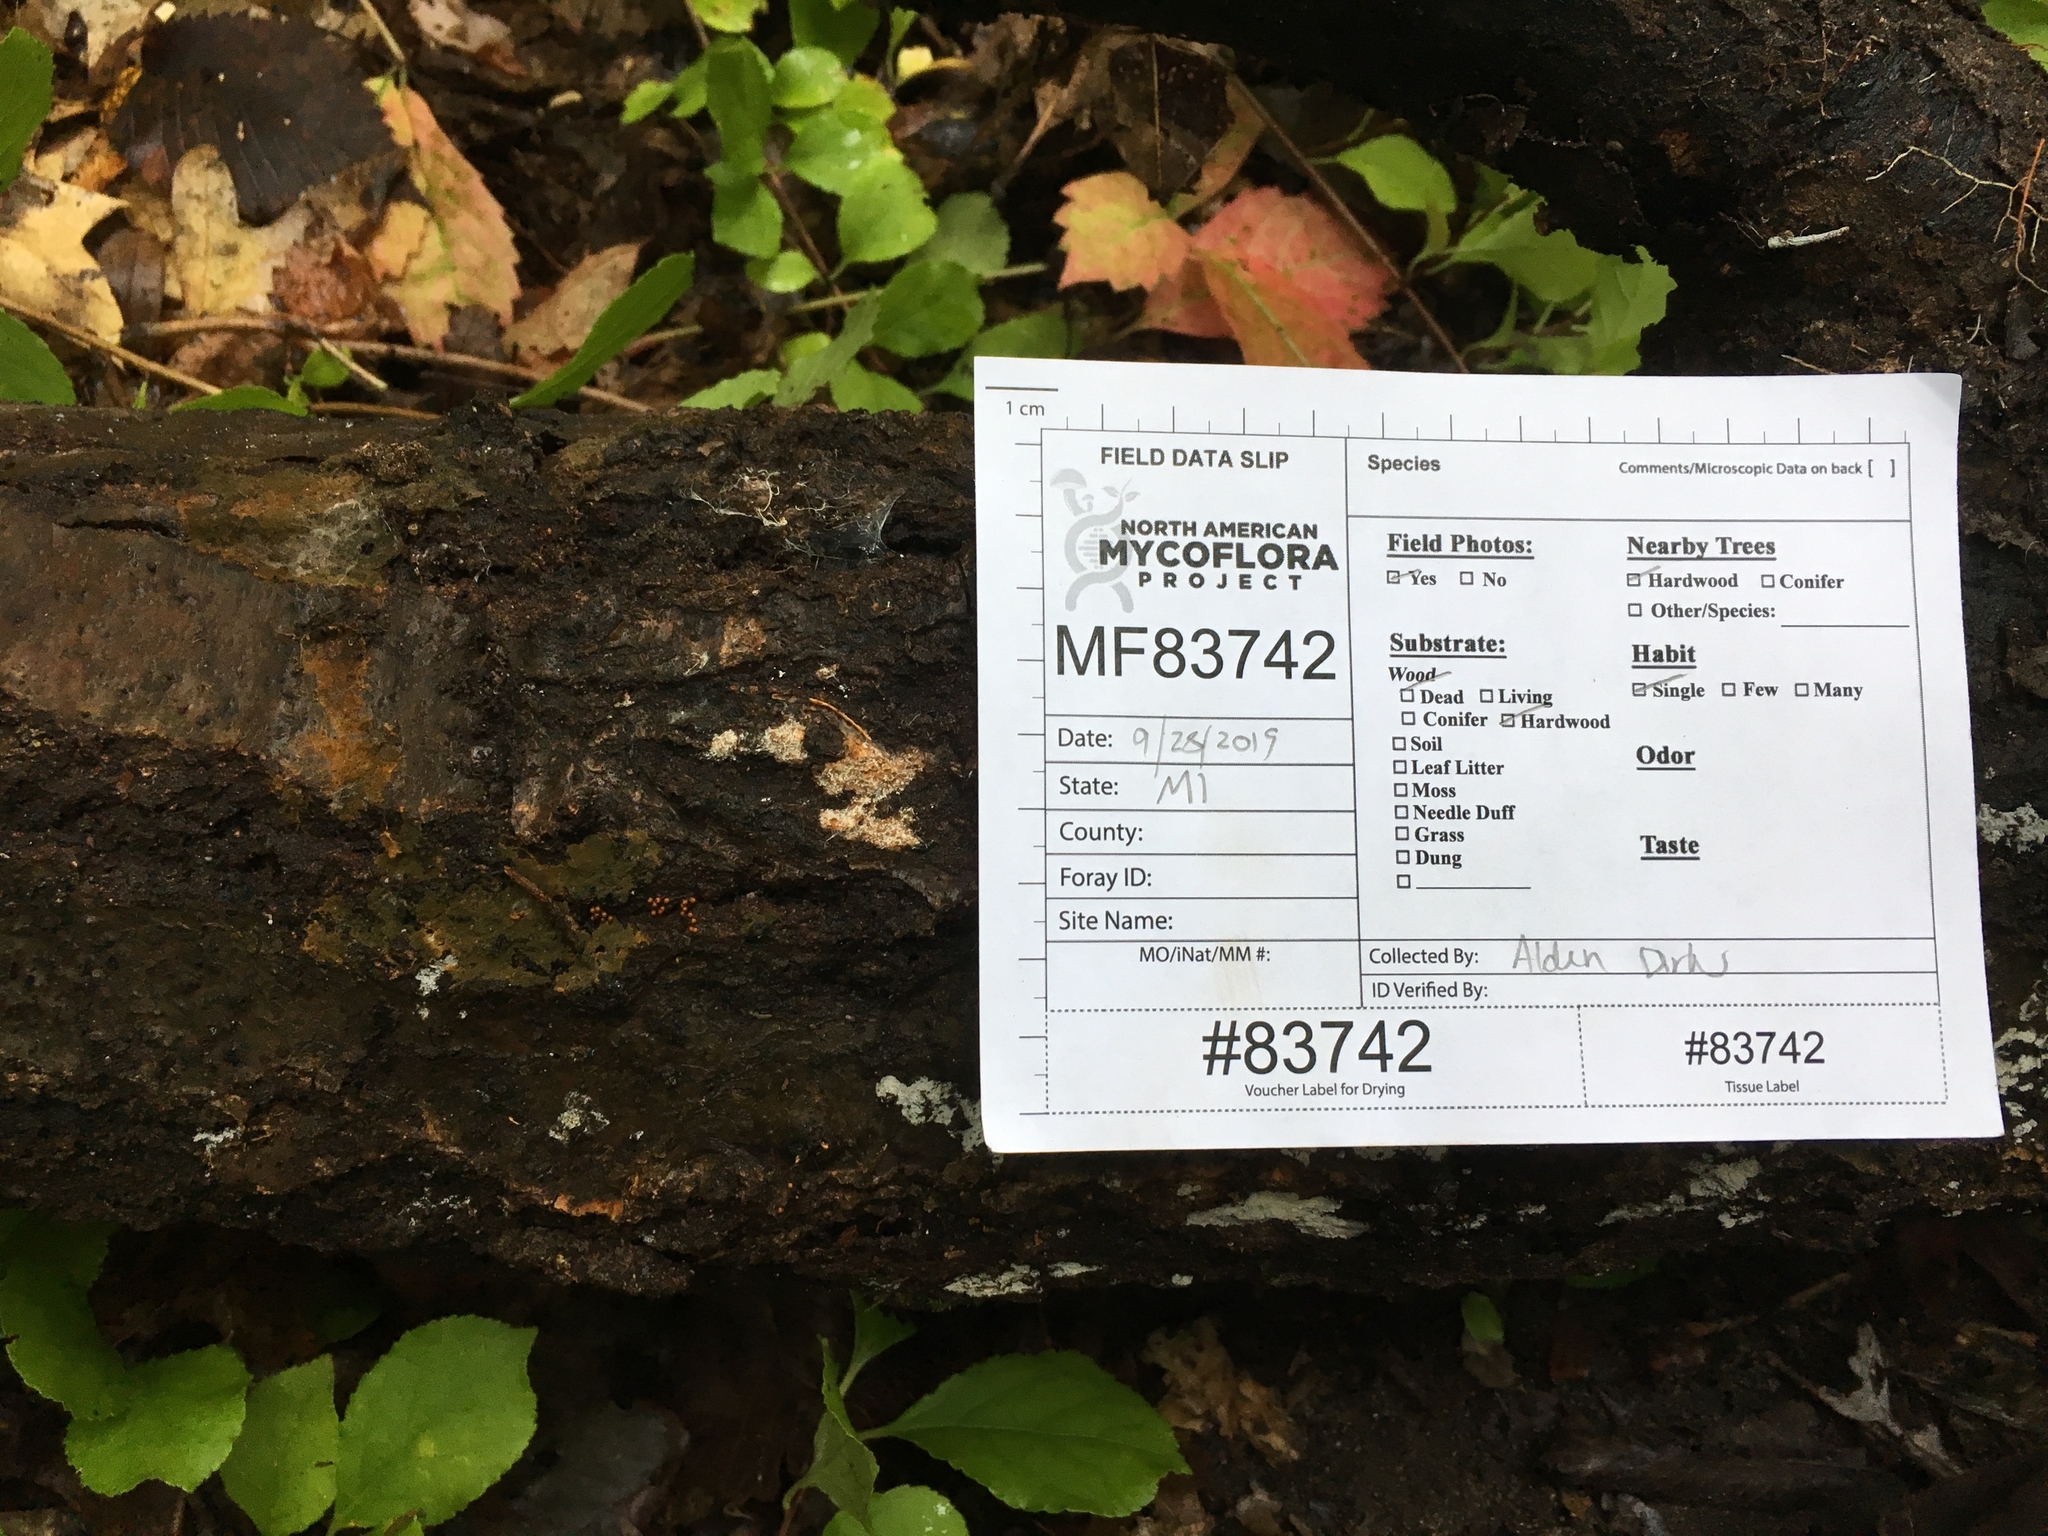 1 cm
FIELD DATA SLIP
NORTH AMERICAN
MYCOFLORA
PROJECT
MF83742
Date: 9/28/2019
State: MI
County:
Foray ID:
Site Name:
MO/iNat/MM #:
Species
Comments/Microscopic Data on back [ ]
Field Photos:
Yes No
Substrate:
Wood
Dead Living
Conifer Hardwood
Soil
Leaf Litter
Moss
Needle Duff
Grass
Dung
Nearby Trees
Hardwood Conifer
Other/Species:
Habit
Single Few Many
Odor
Taste
Collected By: Alden Dirks
ID Verified By:
#83742
Voucher Label for Drying
#83742
Tissue Label